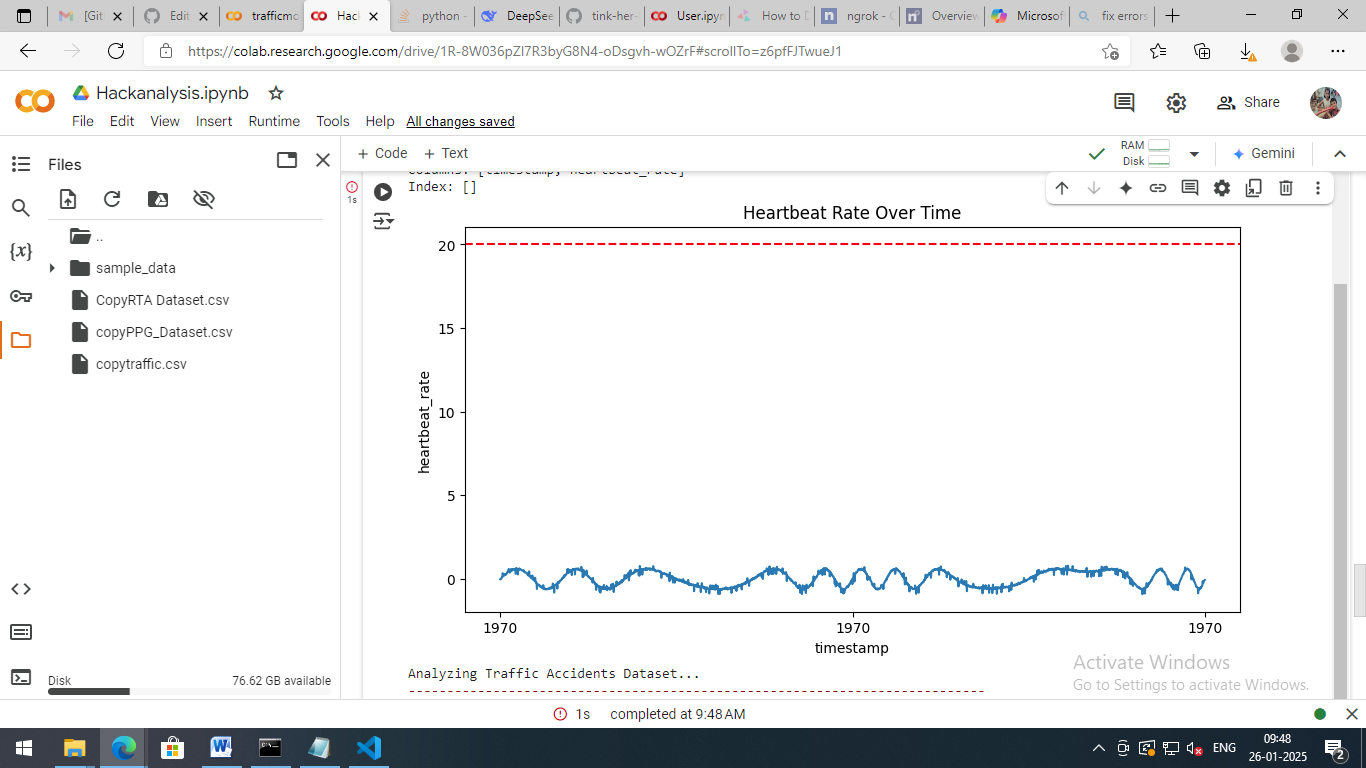 [Git
Edit
trafficmo
Hac
python -
DeepSee
tink-her-
User.ipyn
How to D
ngrok - C
Overview
Microsof
fix errors
https://colab.research.google.com/drive/1R-8W036pZl7R3byG8N4-oDsgvh-wOZrF#scrollTo=z6pfFJTwueJ1
Hackanalysis.ipynb
File Edit View Insert Runtime Tools Help All changes saved
Share
Files
+ Code + Text
RAM
Disk
Gemini
Columns: [timestamp, heartbeat_rate]
Index: []
1s
{x}
..
sample_data
CopyRTA Dataset.csv
copyPPG_Dataset.csv
copytraffic.csv
Heartbeat Rate Over Time
20
15
10
5
0
heartbeat_rate
1970 1970 1970
timestamp
Analyzing Traffic Accidents Dataset...
--------------------------------------------------------------------------
Activate Windows
Go to Settings to activate Windows.
Disk 76.62 GB available
1s completed at 9:48 AM
ENG
09:48
26-01-2025
2